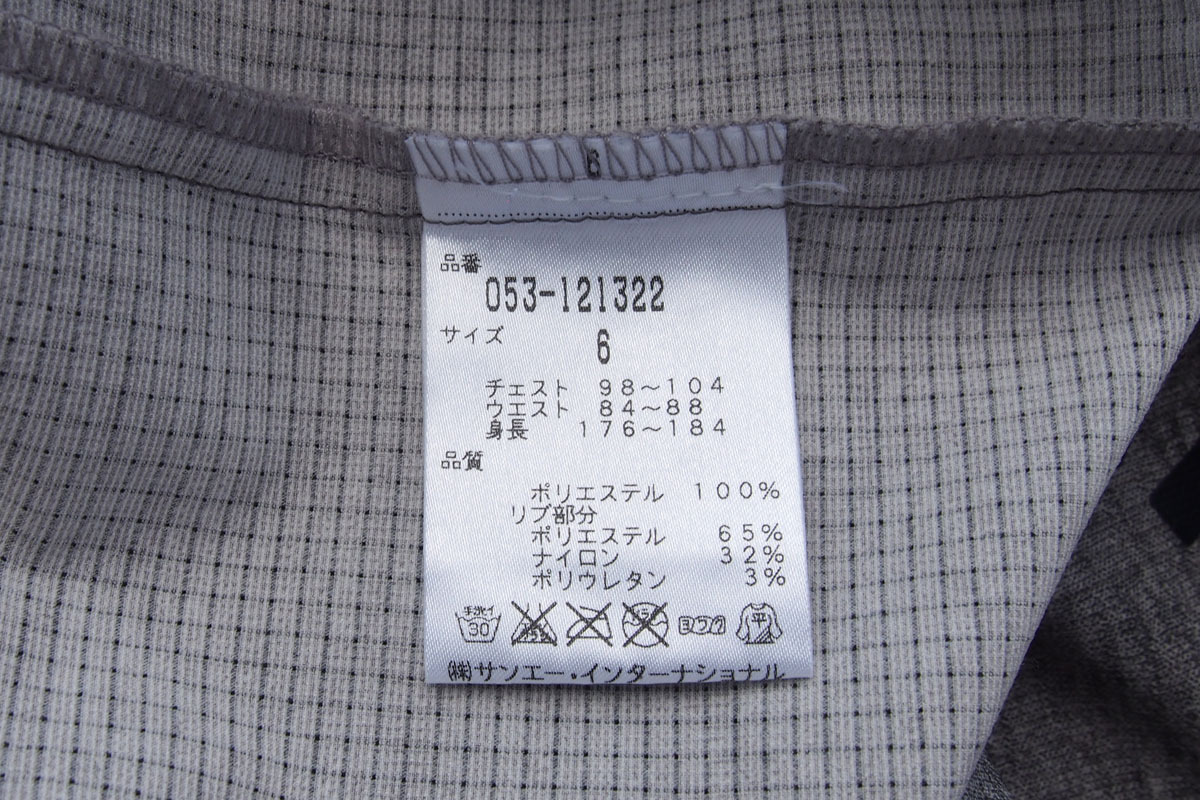 6
品番
053-121322
サイズ
6
チェスト 98～104
ウエスト 84～88
身長 176～184
品質
ポリエステル 100%
リブ部分
ポリエステル 65%
ナイロン 32%
ポリウレタン 3%
手洗イ 30 ヨワク 平
(株)サンエー・インターナショナル